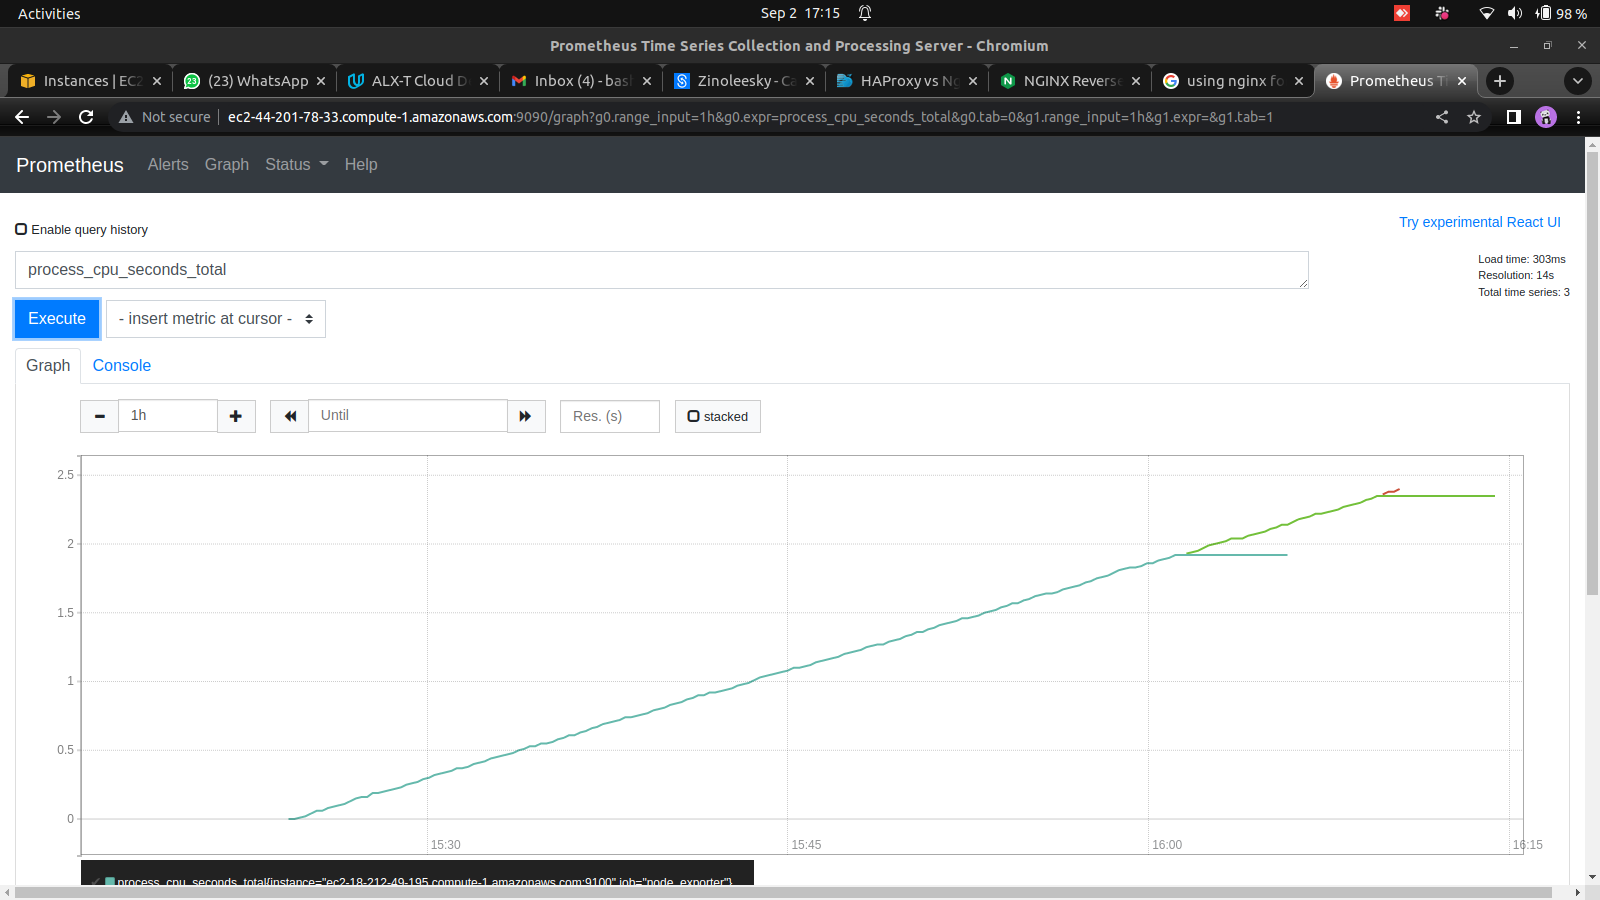 Activities
Sep 2 17:15
98 %
Prometheus Time Series Collection and Processing Server - Chromium
Instances | EC2
(23) WhatsApp
ALX-T Cloud De
Inbox (4) - bash
Zinoleesky - Ca
HAProxy vs Ng
NGINX Reverse
using nginx fo
Prometheus Ti
Not secure
ec2-44-201-78-33.compute-1.amazonaws.com:9090/graph?g0.range_input=1h&g0.expr=process_cpu_seconds_total&g0.tab=0&g1.range_input=1h&g1.expr=&g1.tab=1
Prometheus Alerts Graph Status Help
Try experimental React UI
Enable query history
process_cpu_seconds_total
Load time: 303ms
Resolution: 14s
Total time series: 3
Execute
- insert metric at cursor -
Graph Console
1h
Until
Res. (s)
stacked
2.5
2
1.5
1
0.5
0
15:30 15:45 16:00 16:15
process_cpu_seconds_total{instance="ec2-18-212-49-195.compute-1.amazonaws.com:9100",job="node_exporter"}